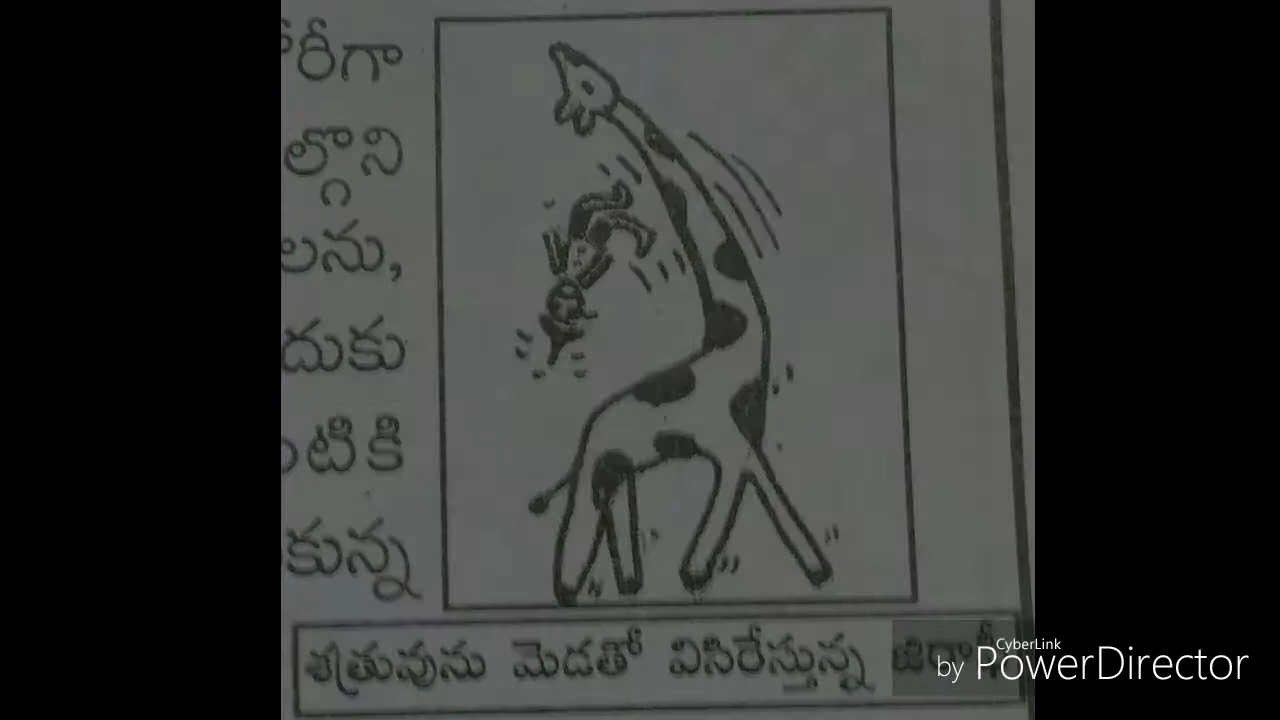 రీగా
ల్గొని
లను,
దుకు
ంటికి
కున్న
శత్రువును మెడతో విసిరేస్తున్న
CyberLink
by PowerDirector